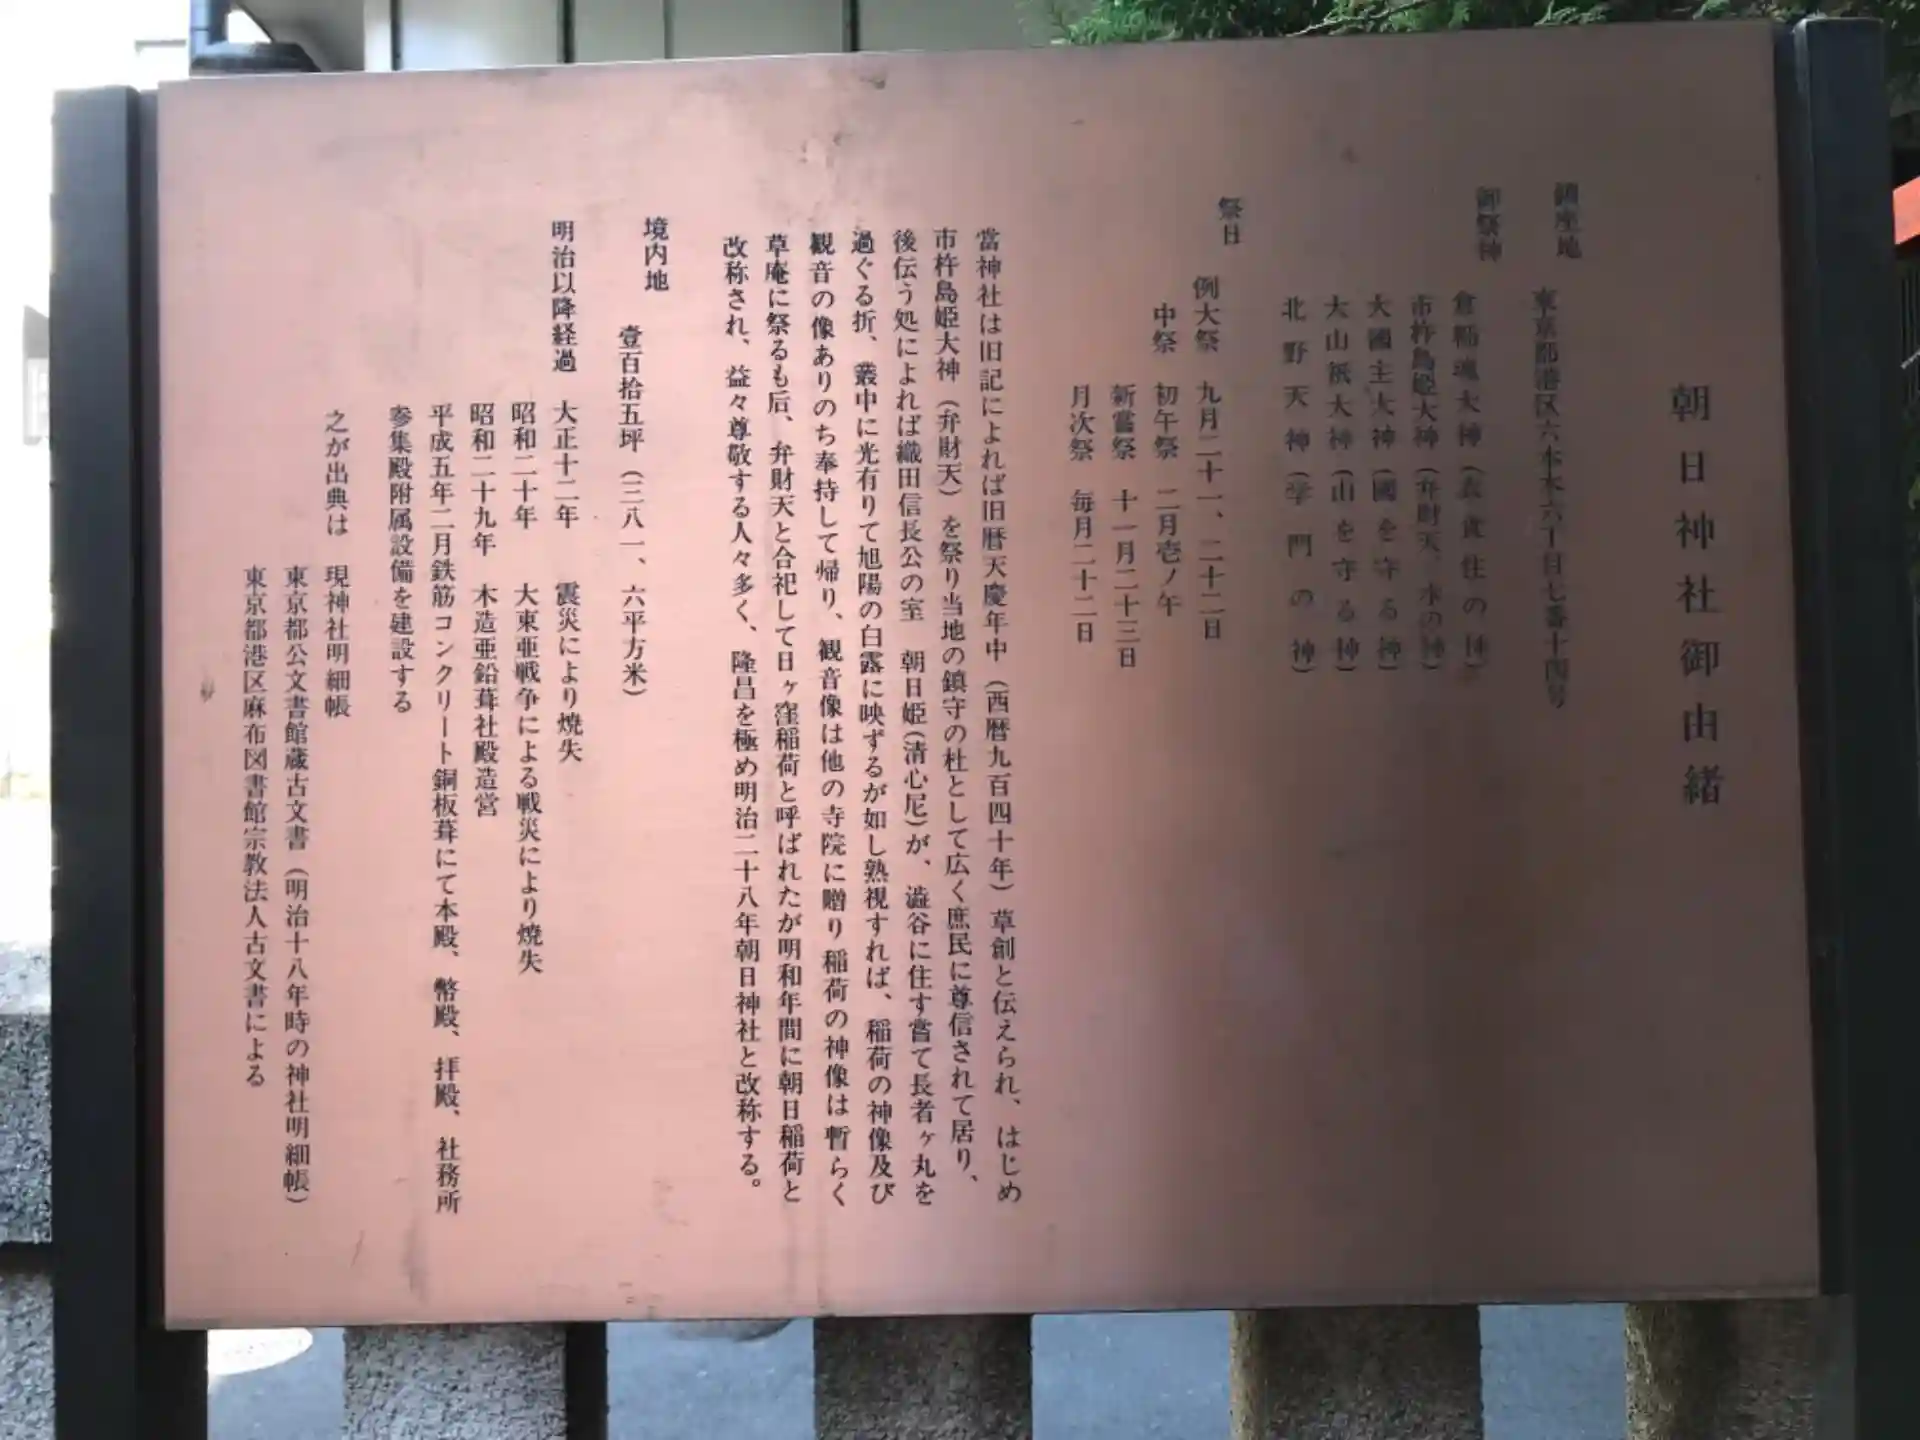 朝日神社御由緒
鎮座地
東京都港区六本木六丁目七番十四号
御祭神
倉稲魂大神（衣食住の神）
市杵島姫大神（弁財天、水の神）
大國主大神（國を守る神）
大山祇大神（山を守る神）
北野天神（学門の神）
祭日
例大祭 九月二十一、二十二日
中祭 初午祭 二月壱ノ午
新嘗祭 十一月二十三日
月次祭 毎月二十二日
當神社は旧記によれば旧暦天慶年中（西暦九百四十年）草創と伝えられ、はじめ
市杵島姫大神（弁財天）を祭り当地の鎮守の社として広く庶民に尊信されて居り、
後伝う処によれば織田信長公の室 朝日姫（清心尼）が、澁谷に住す嘗て長者ヶ丸を
過ぐる折、叢中に光有りて旭陽の白露に映ずるが如し熟視すれば、稲荷の神像及び
観音の像ありのち奉持して帰り、観音像は他の寺院に贈り稲荷の神像は暫らく
草庵に祭るも后、弁財天と合祀して日ヶ窪稲荷と呼ばれたが明和年間に朝日稲荷と
改称され、益々尊敬する人々多く、隆昌を極め明治二十八年朝日神社と改称する。
境内地
壹百拾五坪（三八一、六平方米）
明治以降経過 大正十二年 震災により焼失
昭和二十年 大東亜戦争による戦災により焼失
昭和二十九年 木造亜鉛葺社殿造営
平成五年二月鉄筋コンクリート銅板葺にて本殿、幣殿、拝殿、社務所
参集殿附属設備を建設する
之が出典は 現神社明細帳
東京都公文書館蔵古文書（明治十八年時の神社明細帳）
東京都港区麻布図書館宗教法人古文書による